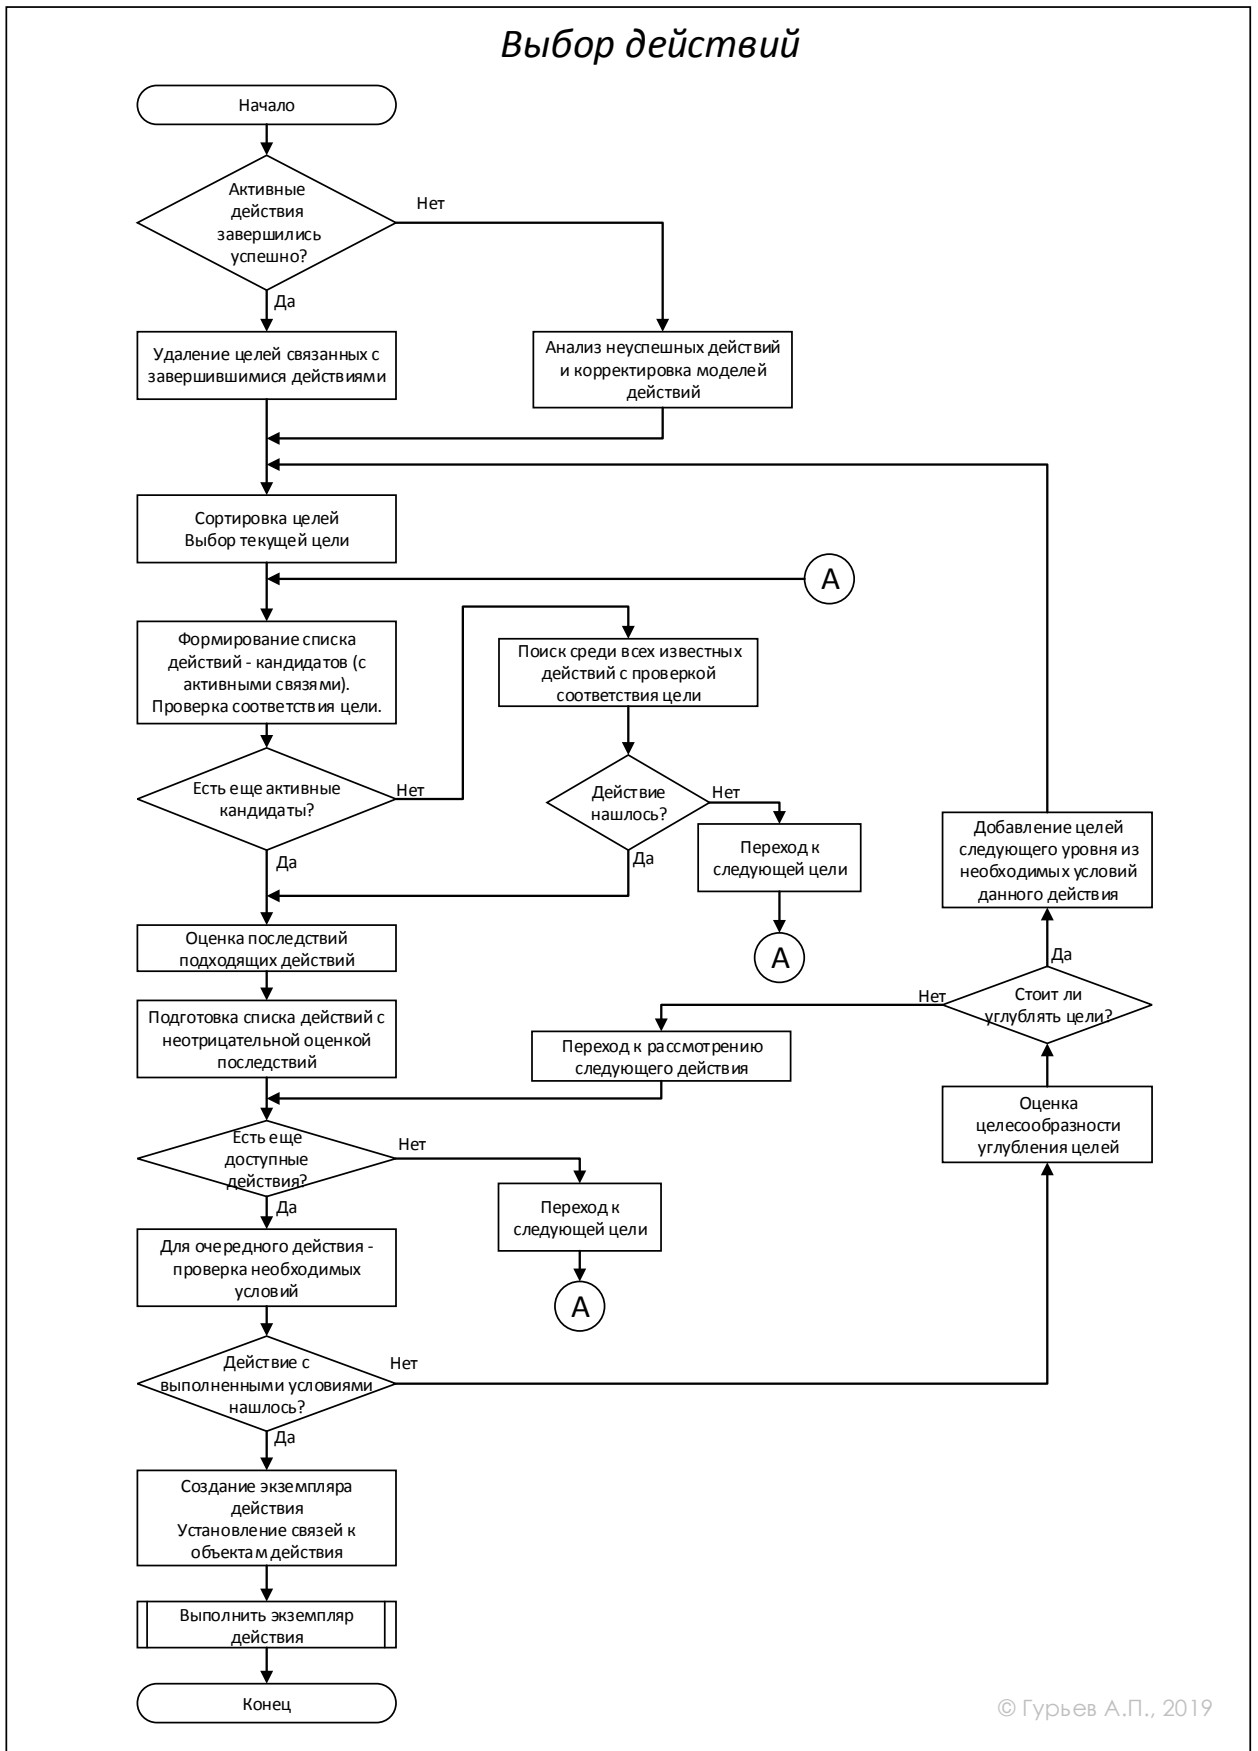 Выбор действий
Начало
Активные
действия
завершились
успешно?
Нет
Да
Удаление целей связанных с
завершившимися действиями
Анализ неуспешных действий
и корректировка моделей
действий
Сортировка целей
Выбор текущей цели
А
Формирование списка
действий - кандидатов (с
активными связями).
Проверка соответствия цели.
Поиск среди всех известных
действий с проверкой
соответствия цели
Есть еще активные
кандидаты?
Нет
Да
Действие
нашлось?
Нет
Да
Переход к
следующей цели
А
Добавление целей
следующего уровня из
необходимых условий
данного действия
Оценка последствий
подходящих действий
Да
Стоит ли
углублять цели?
Нет
Подготовка списка действий с
неотрицательной оценкой
последствий
Переход к рассмотрению
следующего действия
Оценка
целесообразности
углубления целей
Есть еще
доступные
действия?
Нет
Да
Переход к
следующей цели
А
Для очередного действия -
проверка необходимых
условий
Действие с
выполненными условиями
нашлось?
Нет
Да
Создание экземпляра
действия
Установление связей к
объектам действия
Выполнить экземпляр
действия
Конец
© Гурьев А.П., 2019